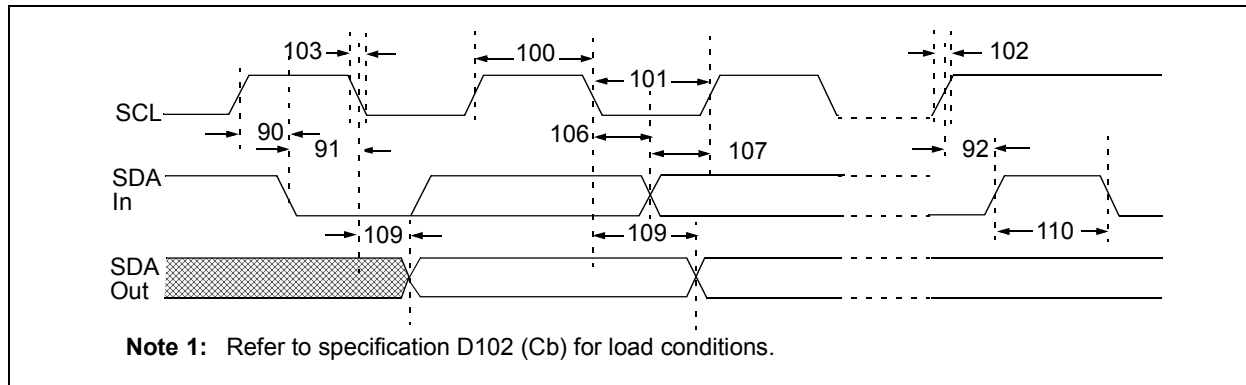 103 100 102
101
SCL
90 106
91 107 92
SDA
In
109 109 110
SDA
Out
Note 1: Refer to specification D102 (Cb) for load conditions.